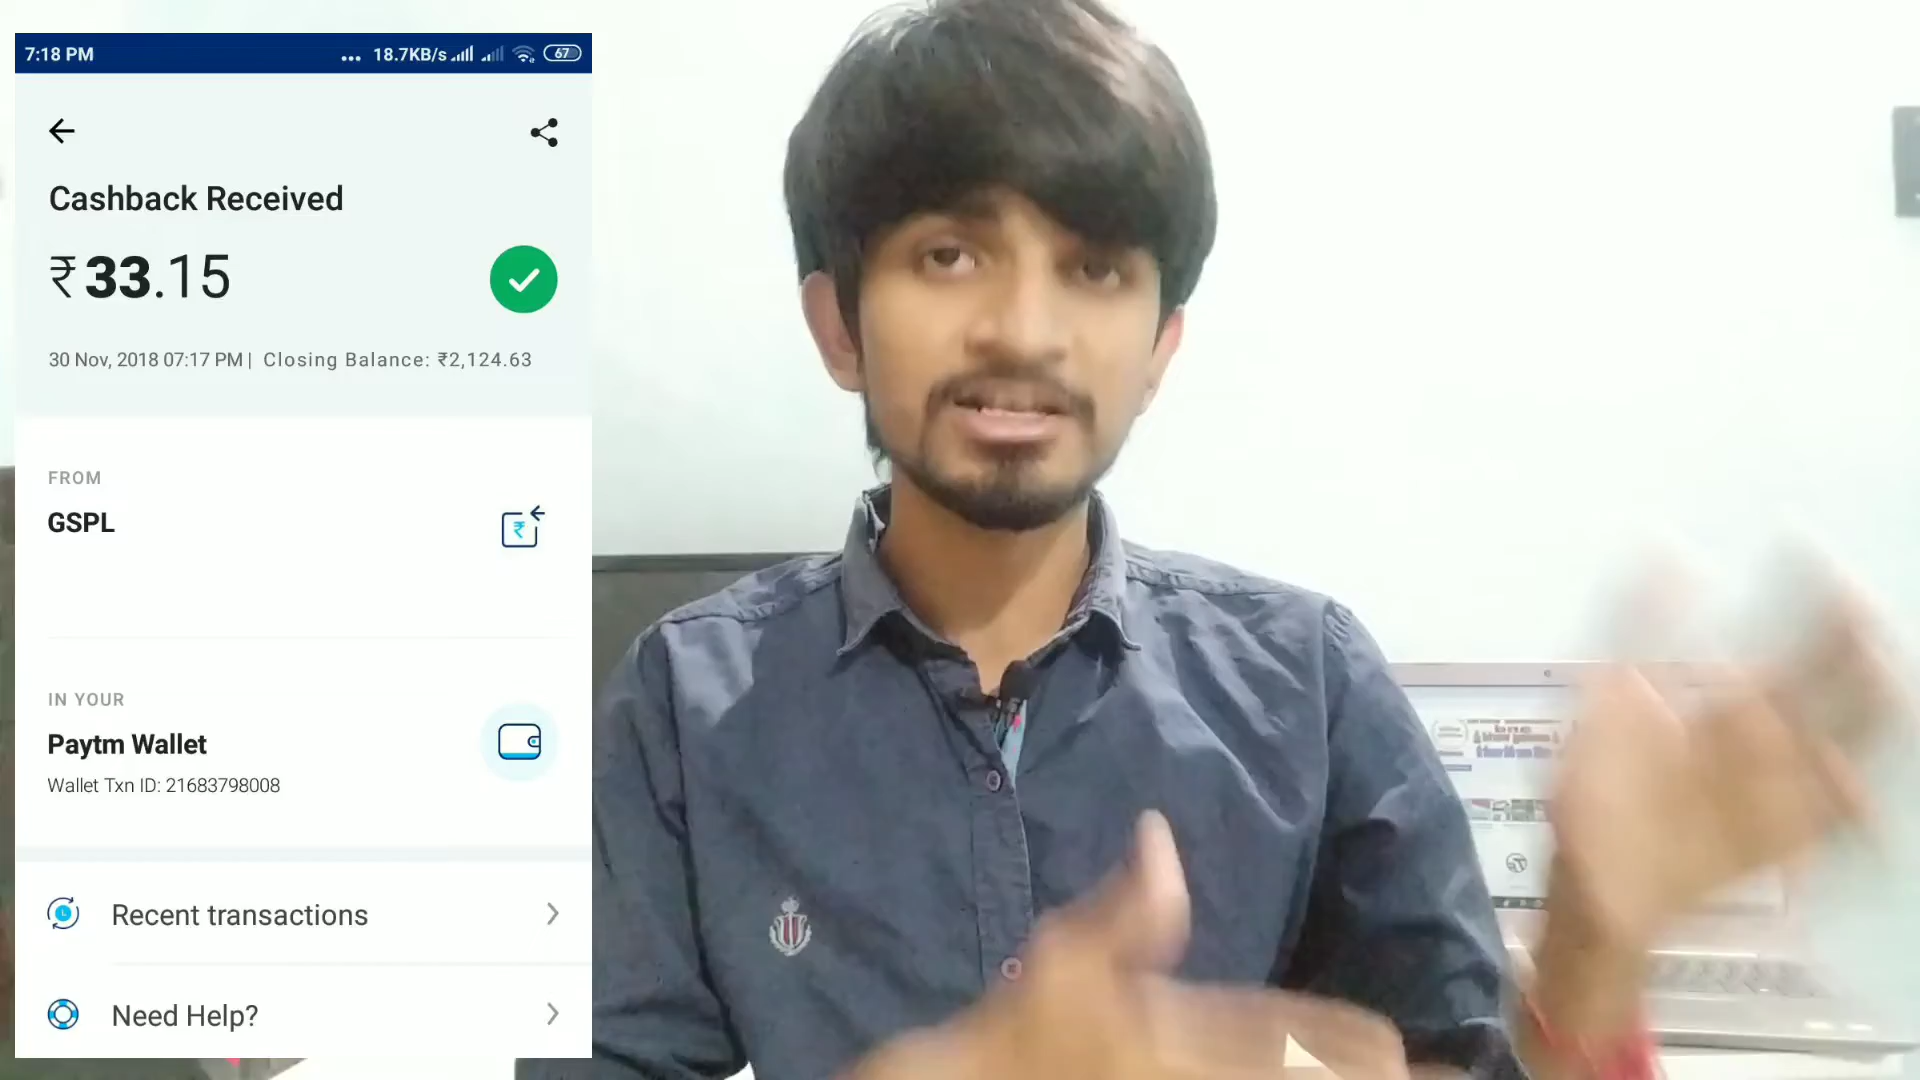 7:18 PM
... 18.7KB/s 67
Cashback Received
₹33.15
30 Nov, 2018 07:17 PM | Closing Balance: ₹2,124.63
FROM
GSPL
IN YOUR
Paytm Wallet
Wallet Txn ID: 21683798008
Recent transactions
Need Help?